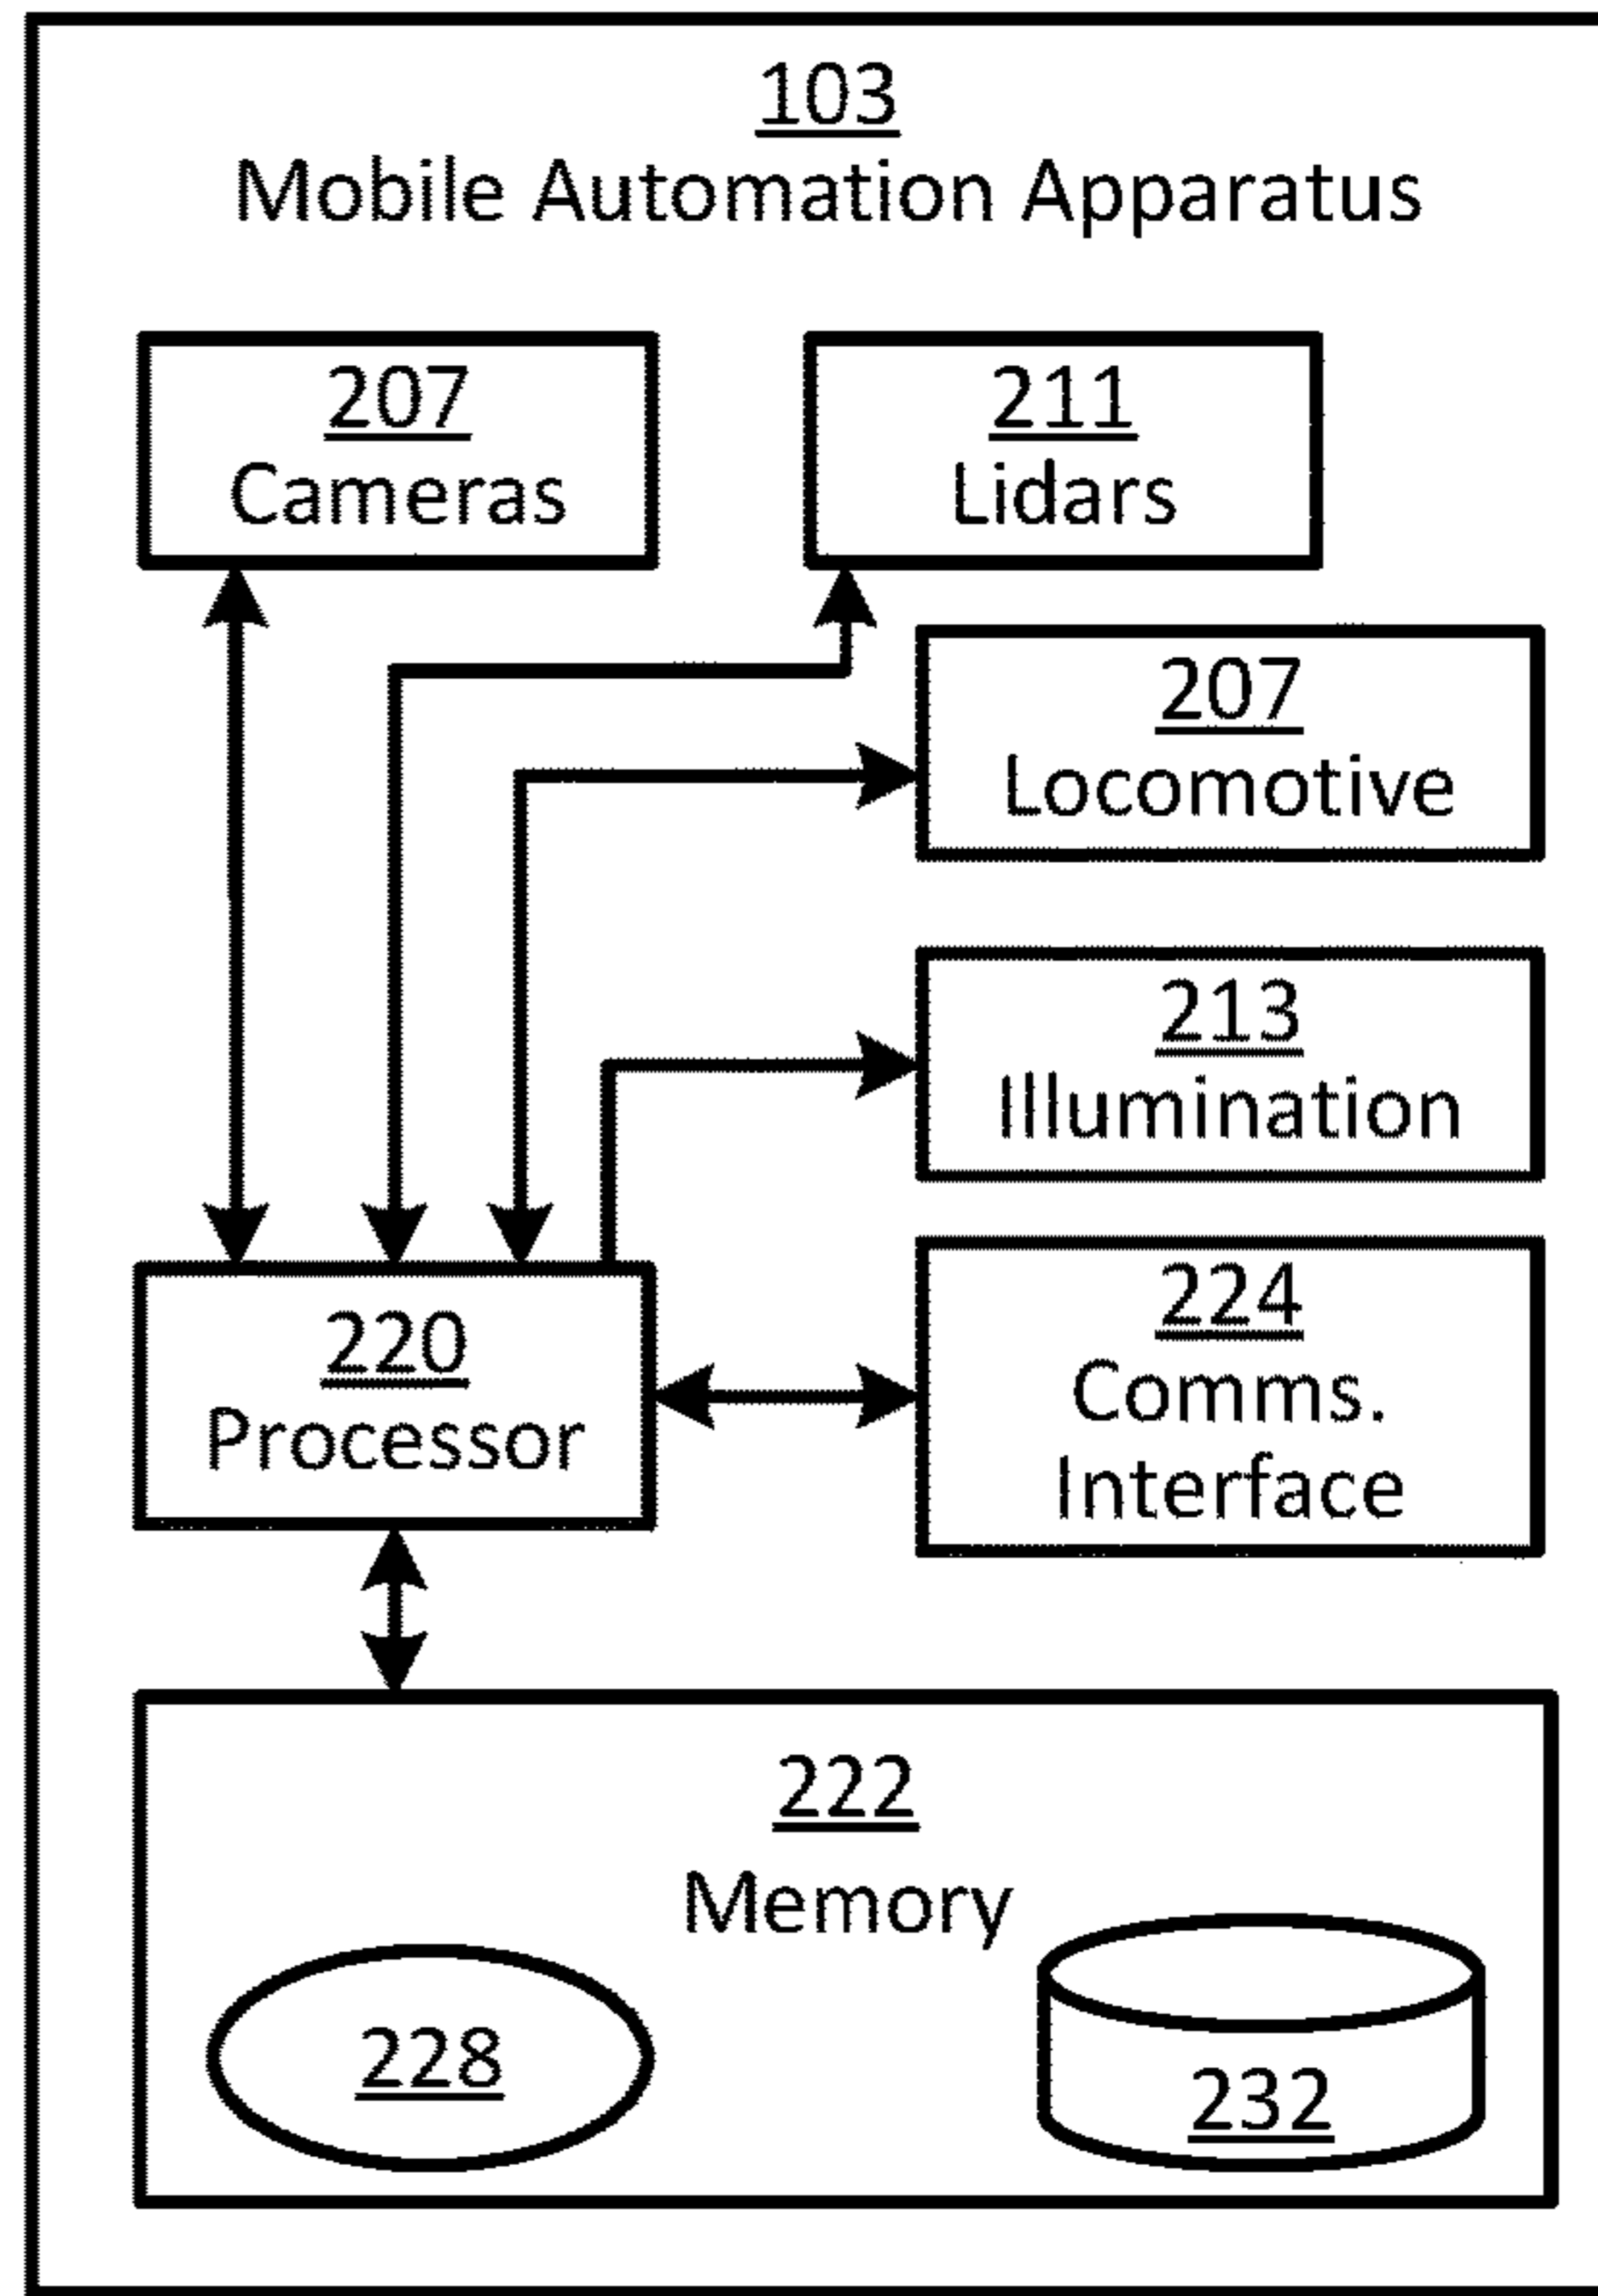 103
Mobile Automation Apparatus
207
Cameras
211
Lidars
207
Locomotive
213
Illumination
220
Processor
224
Comms.
Interface
222
Memory
228
232